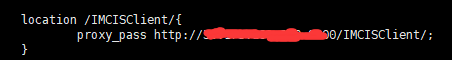 location /IMCISClient/{
proxy_pass http:// 00/IMCISClient/;
}